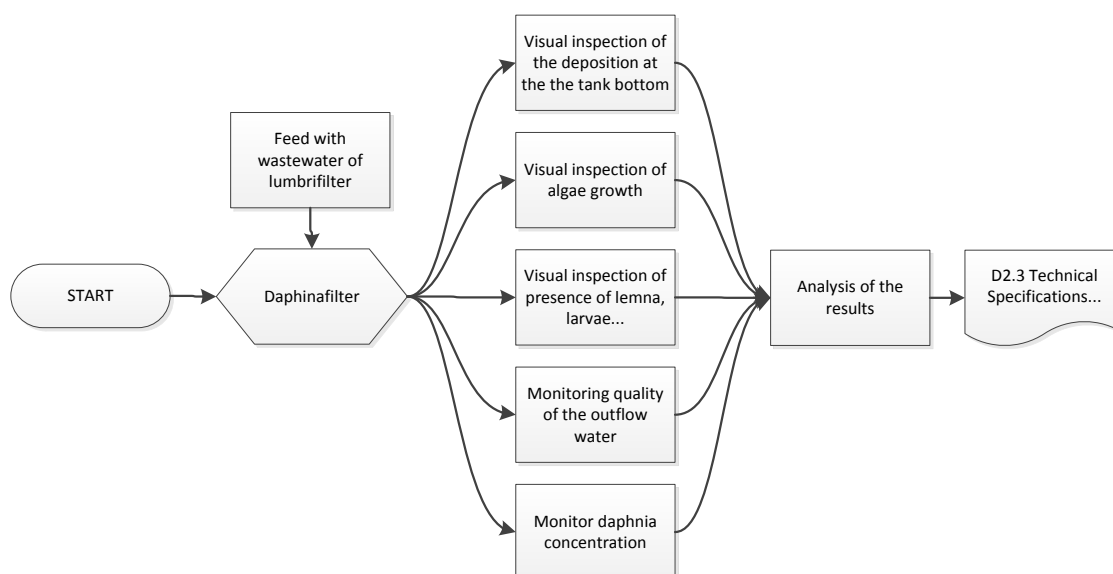 START
Feed with
wastewater of
lumbrifilter
Daphinafilter
Visual inspection of
the deposition at
the the tank bottom
Visual inspection of
algae growth
Visual inspection of
presence of lemna,
larvae...
Monitoring quality
of the outflow
water
Monitor daphnia
concentration
Analysis of the
results
D2.3 Technical
Specifications...